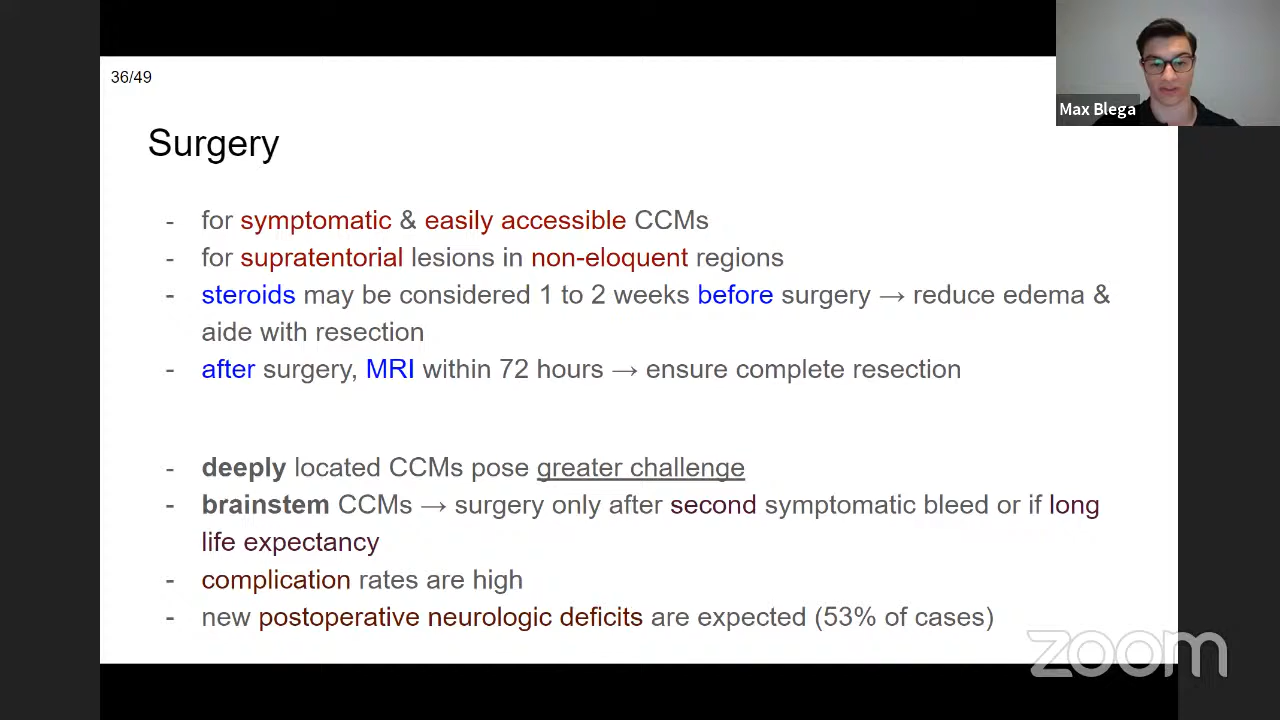 36/49
Max Blega
Surgery
- for symptomatic & easily accessible CCMs
- for supratentorial lesions in non-eloquent regions
- steroids may be considered 1 to 2 weeks before surgery → reduce edema &
aide with resection
- after surgery, MRI within 72 hours → ensure complete resection
- deeply located CCMs pose greater challenge
- brainstem CCMs → surgery only after second symptomatic bleed or if long
life expectancy
- complication rates are high
- new postoperative neurologic deficits are expected (53% of cases)
zoom